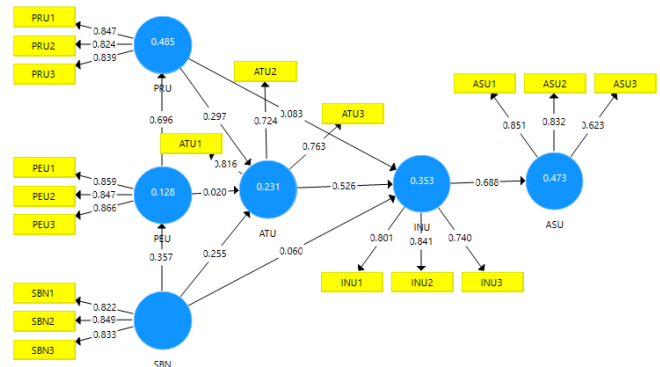 PRU1
PRU2
PRU3
0.847
0.824
0.839
0.485
PRU
ATU2
ATU3
ASU1
ASU2
ASU3
0.696
0.297
0.724
0.083
0.763
0.851
0.832
0.623
ATU1
0.816
PEU1
PEU2
PEU3
0.859
0.847
0.866
0.128
PEU
0.020
0.231
ATU
0.526
0.353
INU
0.688
0.473
ASU
0.357
0.255
0.060
0.801
0.841
0.740
INU1
INU2
INU3
SBN1
SBN2
SBN3
0.822
0.849
0.833
SBN